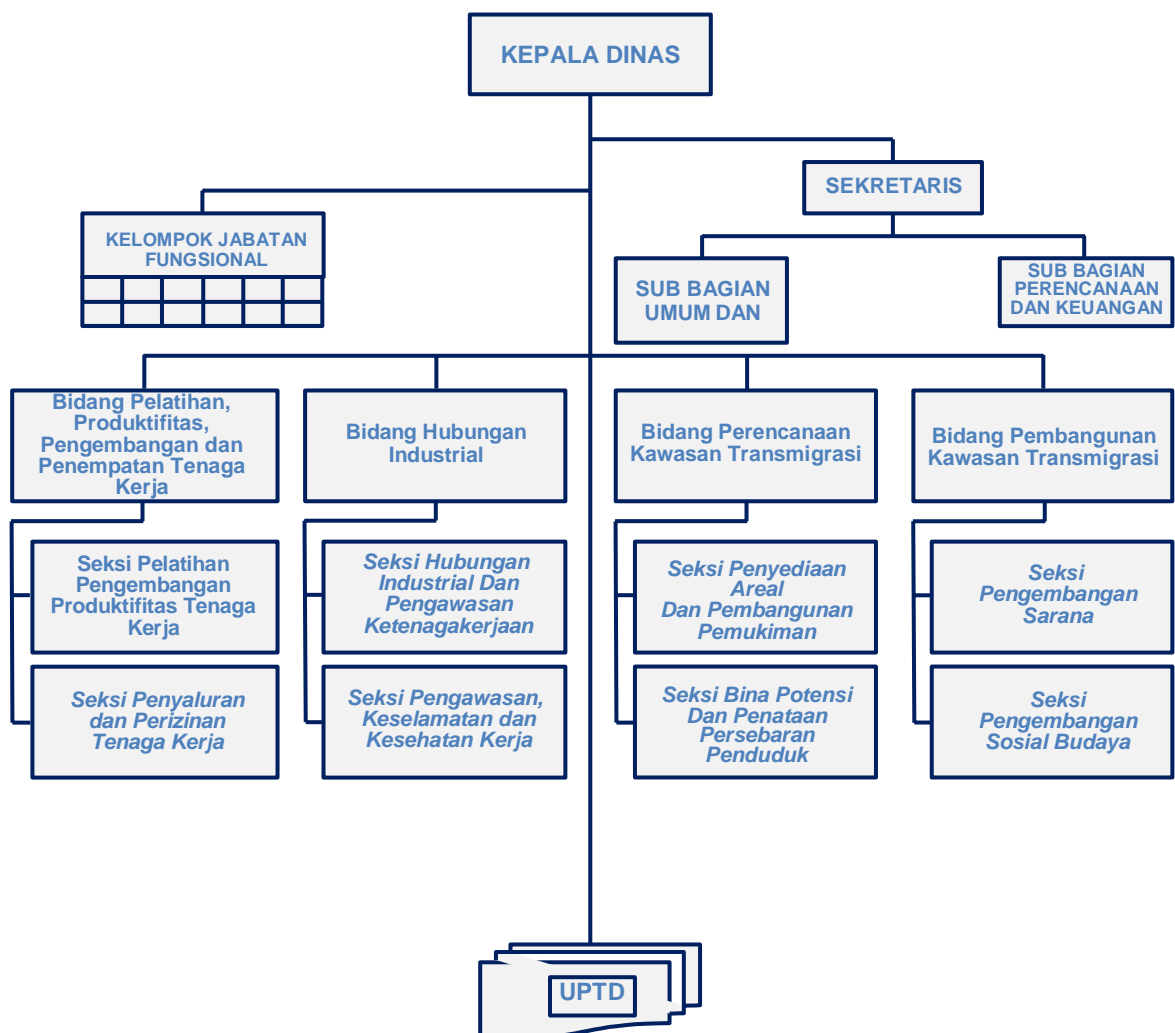 KEPALA DINAS
SEKRETARIS
KELOMPOK JABATAN
FUNGSIONAL
SUB BAGIAN
UMUM DAN
SUB BAGIAN
PERENCANAAN
DAN KEUANGAN
Bidang Pelatihan,
Produktifitas,
Pengembangan dan
Penempatan Tenaga
Kerja
Bidang Hubungan
Industrial
Bidang Perencanaan
Kawasan Transmigrasi
Bidang Pembangunan
Kawasan Transmigrasi
Seksi Pelatihan
Pengembangan
Produktifitas Tenaga
Kerja
Seksi Hubungan
Industrial Dan
Pengawasan
Ketenagakerjaan
Seksi Penyediaan
Areal
Dan Pembangunan
Pemukiman
Seksi
Pengembangan
Sarana
Seksi Penyaluran
dan Perizinan
Tenaga Kerja
Seksi Pengawasan,
Keselamatan dan
Kesehatan Kerja
Seksi Bina Potensi
Dan Penataan
Persebaran
Penduduk
Seksi
Pengembangan
Sosial Budaya
UPTD